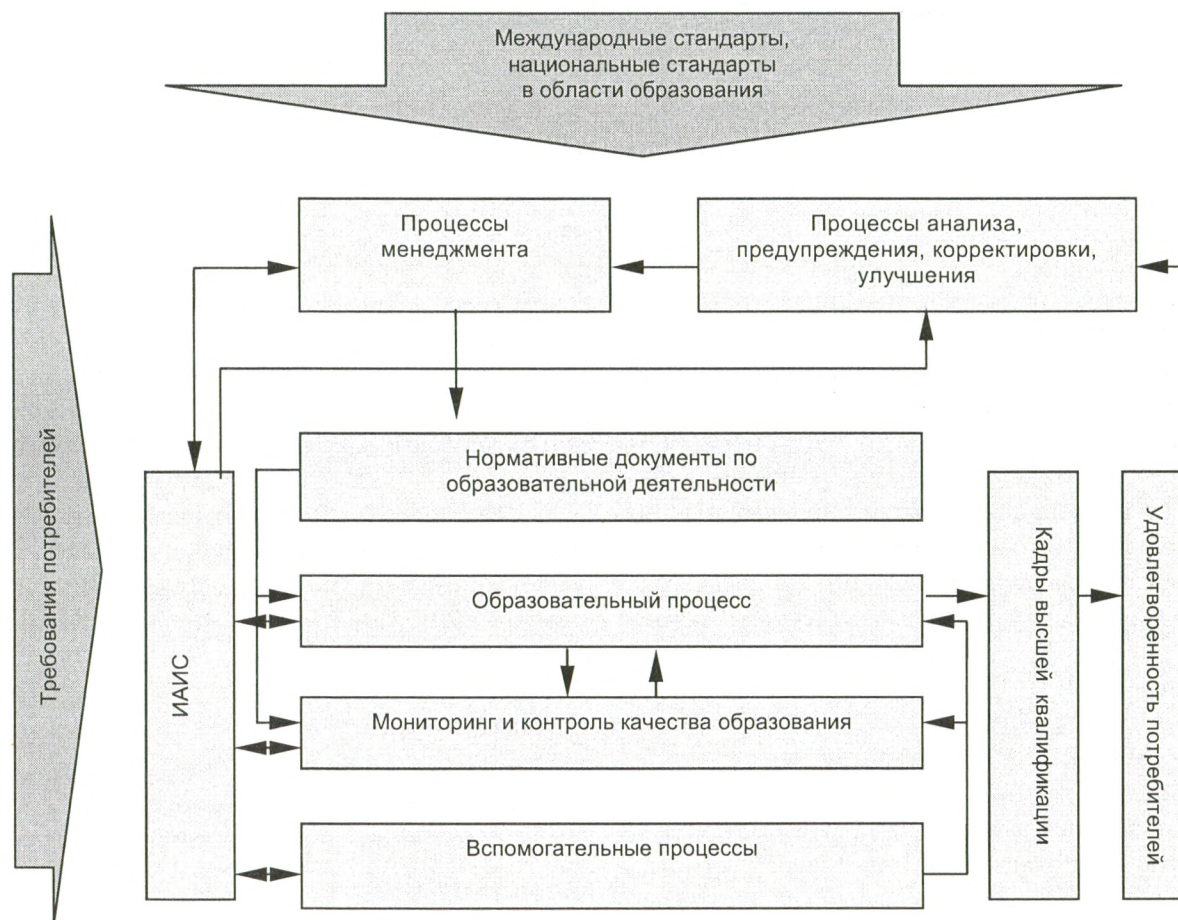 Международные стандарты,
национальные стандарты
в области образования
Процессы
менеджмента
Процессы анализа,
предупреждения, корректировки,
улучшения
Требования потребителей
ИАИС
Нормативные документы по
образовательной деятельности
Образовательный процесс
Мониторинг и контроль качества образования
Вспомогательные процессы
Кадры высшей квалификации
Удовлетворенность потребителей